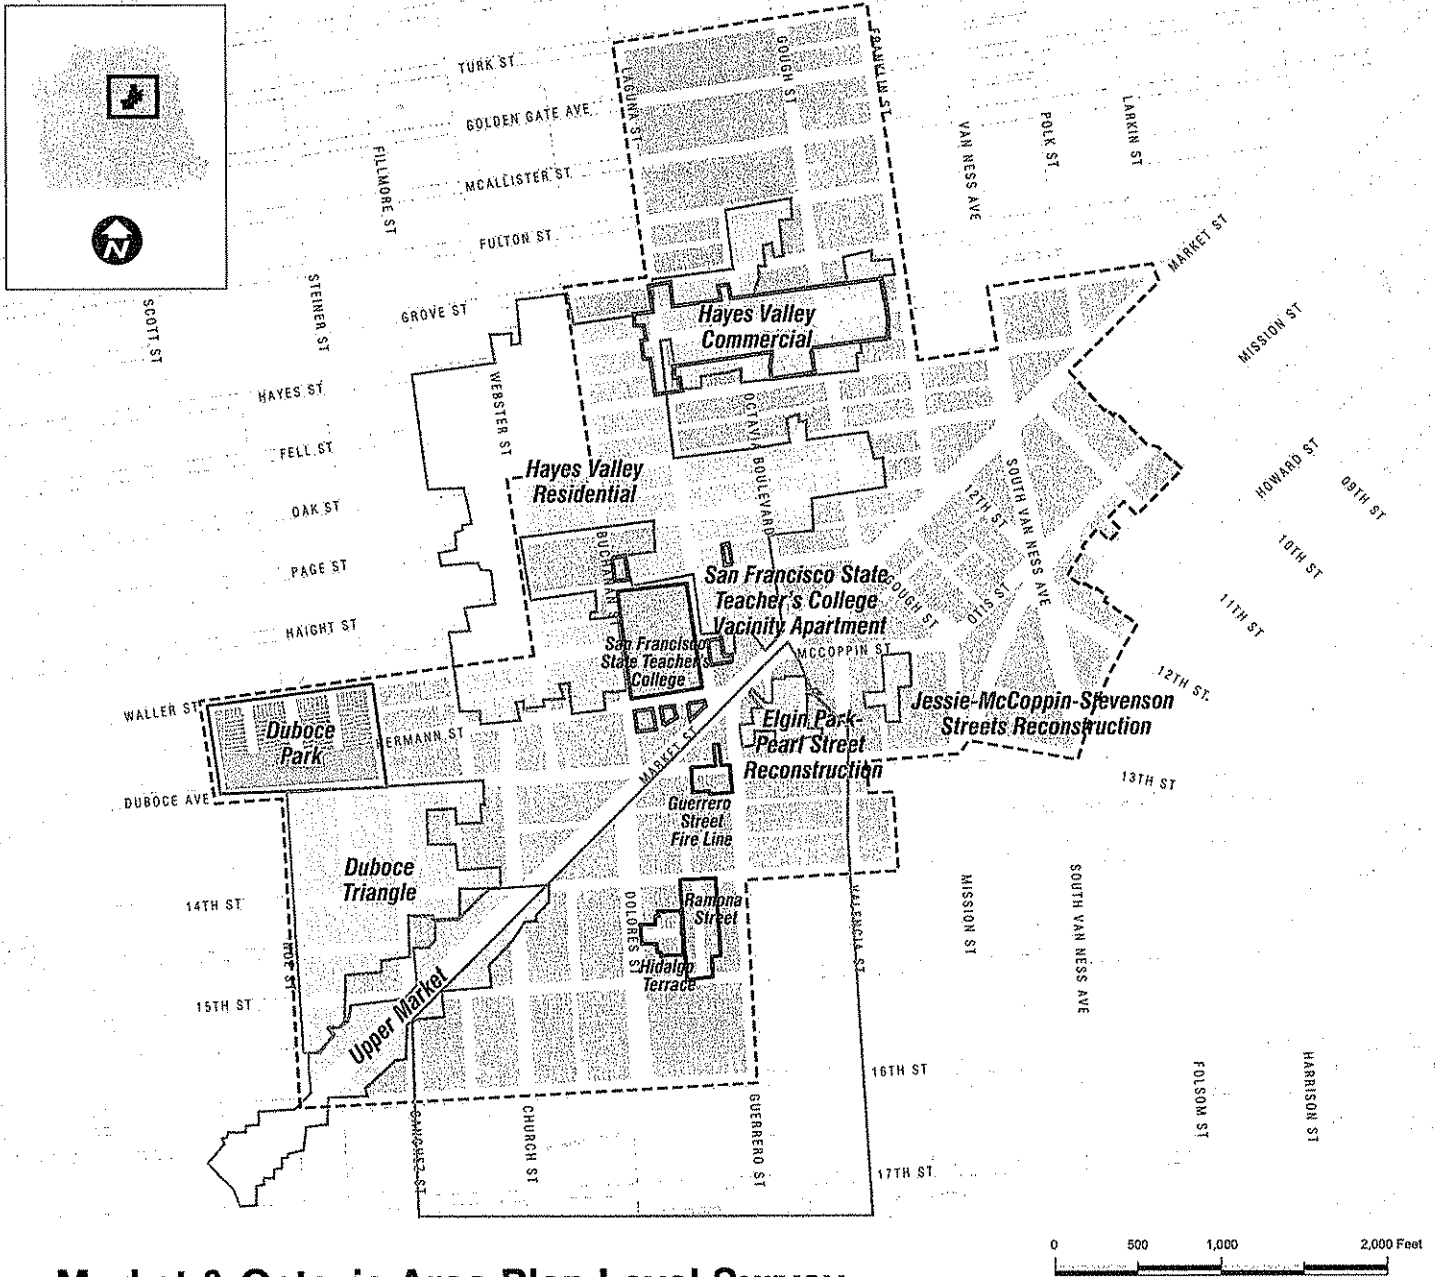 TURK ST
GOLDEN GATE AVE
MCALLISTER ST
FULTON ST
GROVE ST
HAYES ST
FELL ST
OAK ST
PAGE ST
HAIGHT ST
WALLER ST
HERMANN ST
DUBOCE AVE
14TH ST
15TH ST
16TH ST
17TH ST
SCOTT ST
STEINER ST
FILLMORE ST
WEBSTER ST
BUCHANAN S
LAGUNA ST
OCTAVIA BOULEVARD
GOUGH ST
FRANKLIN ST
VAN NESS AVE
POLK ST
LARKIN ST
MARKET ST
MISSION ST
HOWARD ST
09TH ST
10TH ST
11TH ST
12TH ST.
13TH ST
12TH ST
SOUTH VAN NESS AVE
GOUGH ST
OTIS ST
MCCOPPIN ST
MARKET ST
DOLORES S
VALENCIA ST
MISSION ST
SOUTH VAN NESS AVE
FOLSOM ST
HARRISON ST
GUERRERO ST
CHURCH ST
SANCHEZ ST
NOE ST
N
Hayes Valley
Commercial
Hayes Valley
Residential
San Francisco State
Teacher's College
Vacinity Apartment
San Francisco
State Teacher's
College
Duboce
Park
Elgin Park-
Pearl Street
Reconstruction
Jessie-McCoppin-Stevenson
Streets Reconstruction
Guerrero
Street
Fire Line
Duboce
Triangle
Ramona
Street
Hidalgo
Terrace
Upper Market
0 500 1,000 2,000 Feet
Market & Octavia Area Plan Level Survey